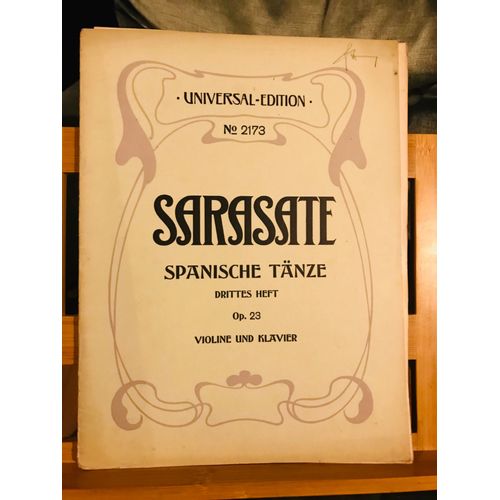 · UNIVERSAL-EDITION ·
No 2173
SARASATE
SPANISCHE TÄNZE
DRITTES HEFT
Op. 23
VIOLINE UND KLAVIER